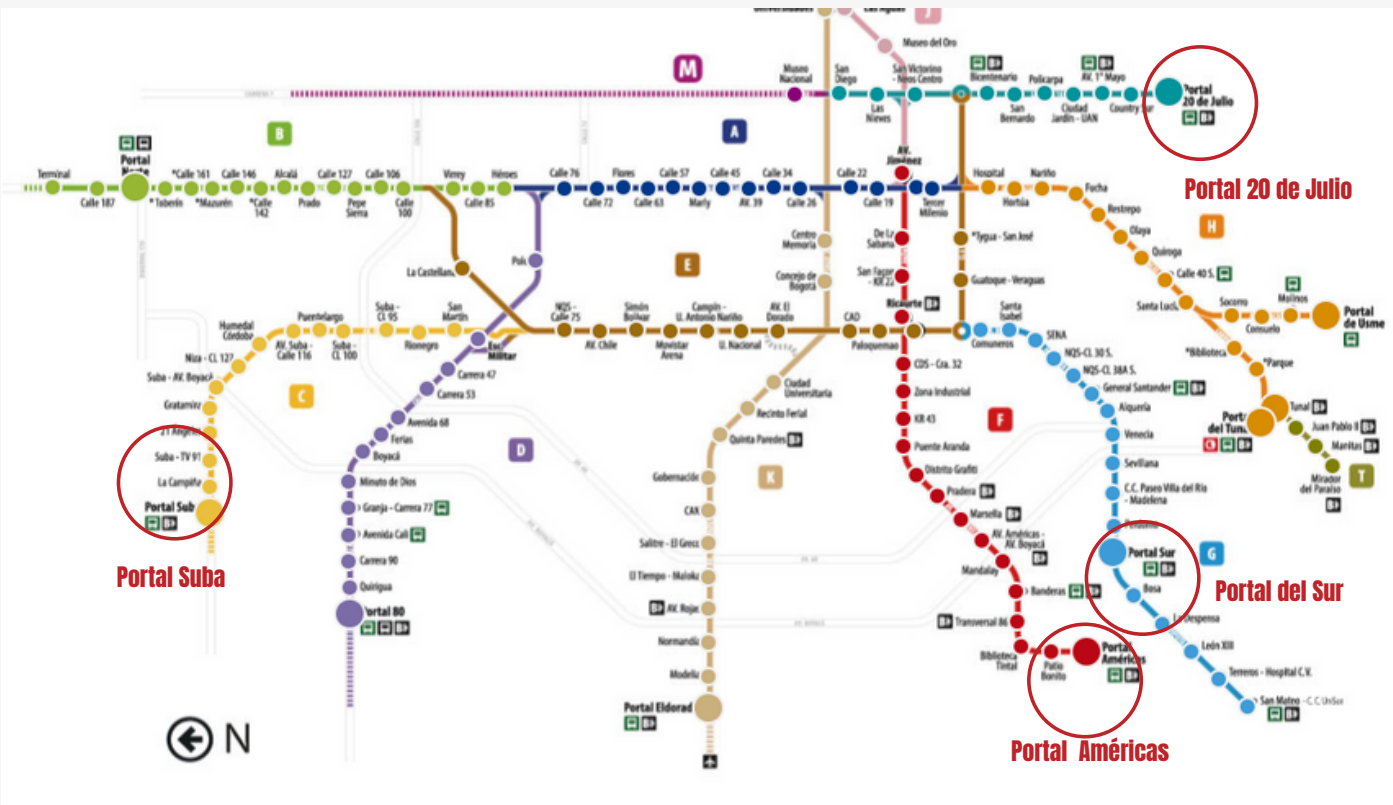 J
Museo del Oro
M
Museo
Nacional
San
Diego
San Victorino
- Neos Centro
Bicentenario
Policarpa
AV. 1° Mayo
Portal
20 de Julio
Las
Nieves
San
Bernardo
Ciudad
Jardín - UAN
Country Sur
B
A
AV.
Jiménez
Portal
Norte
Terminal
*Calle 161
Calle 146
Alcalá
Calle 127
Calle 106
Virrey
Héroes
Calle 76
Flores
Calle 57
Calle 45
Calle 34
Calle 22
Hospital
Nariño
Calle 187
*Toberín
*Mazurén
*Calle
142
Prado
Pepe
Sierra
Calle
100
Calle 85
Calle 72
Calle 63
Marly
AV. 39
Calle 26
Calle 19
Tercer
Milenio
Hortúa
Fucha
Portal 20 de Julio
Restrepo
Olaya
H
Quiroga
Calle 40 S.
Santa Lucía
Socorro
Molinos
Consuelo
Portal
de Usme
Centro
Memoria
De La
Sabana
*Tygua - San José
La Castellana
E
Concejo de
Bogotá
San Façon
- KR 22
Guatoque - Veraguas
Ricaurte
Humedal
Córdoba
Puentelargo
Suba -
Cl. 95
San
Martín
NQS -
Calle 75
Simón
Bolívar
Campín -
U. Antonio Nariño
AV. El
Dorado
CAD
Santa
Isabel
AV. Suba -
Calle 116
Suba -
CL 100
Rionegro
Esc.
Militar
AV. Chile
Movistar
Arena
U. Nacional
Paloquemao
Comuneros
SENA
*Biblioteca
*Parque
Niza - CL 127
Suba - AV. Boyacá
C
Gratamira
21 Angeles
Suba - TV 91
La Campiña
Portal Suba
Portal Suba
Carrera 47
Carrera 53
Avenida 68
Ferias
Boyacá
D
Minuto de Dios
Granja - Carrera 77
Avenida Cali
Carrera 90
Quirigua
Portal 80
Ciudad
Universitaria
Recinto Ferial
Quinta Paredes
K
Gobernación
CAN
Salitre - El Greco
El Tiempo - Maloka
AV. Rojas
Normandía
Modelia
Portal Eldorado
CDS - Cra. 32
Zona Industrial
KR 43
F
Puente Aranda
Distrito Grafiti
Pradera
Marsella
AV. Américas -
AV. Boyacá
Mandalay
Banderas
Transversal 86
Biblioteca
Tintal
Patio
Bonito
Portal
Américas
Portal Américas
NQS-CL 30 S.
NQS-CL 38A S.
General Santander
Alquería
Venecia
Sevillana
C.C. Paseo Villa del Río
- Madelena
Perdomo
Portal Sur
G
Portal del Sur
Bosa
La Despensa
León XIII
Terreros - Hospital C.V.
San Mateo - C.C UniSur
Tunal
Portal
del Tunal
Juan Pablo II
Manitas
T
Mirador
del Paraíso
N